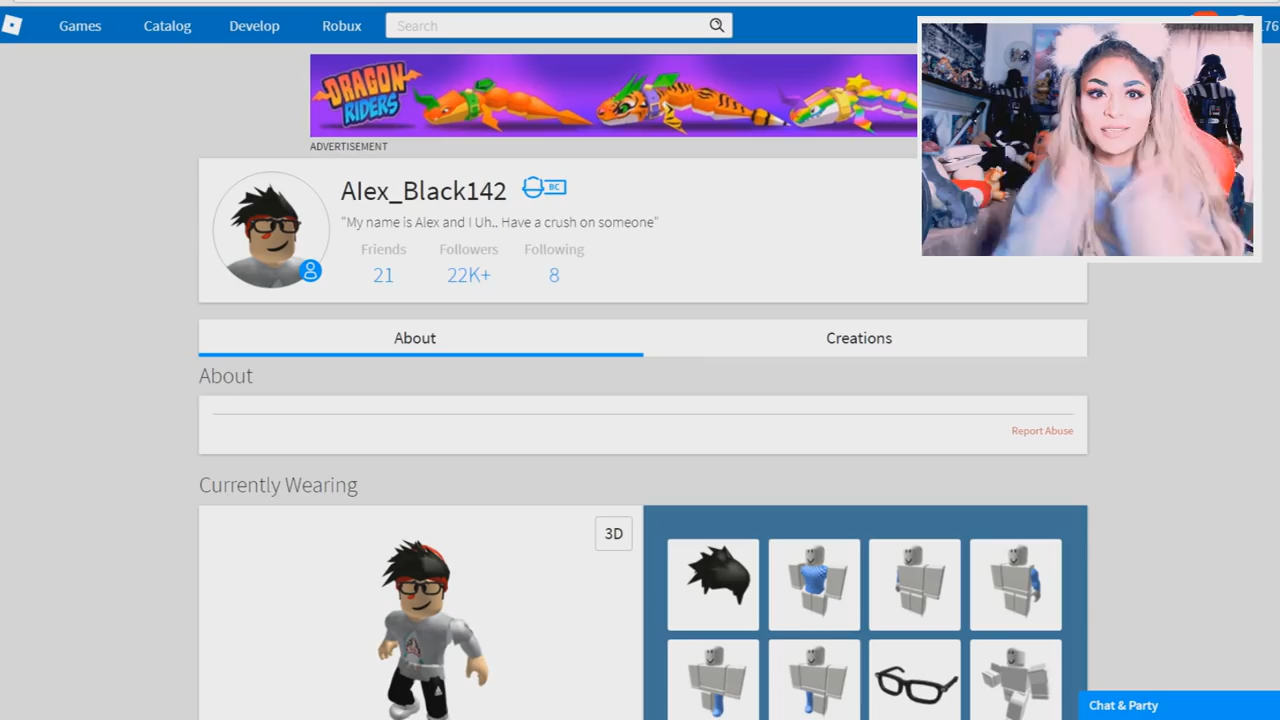 Games Catalog Develop Robux Search 176
DRAGON
RIDERS
ADVERTISEMENT
Alex_Black142 BC
"My name is Alex and I Uh.. Have a crush on someone"
Friends Followers Following
21 22K+ 8
About Creations
About
Report Abuse
Currently Wearing
3D
Chat & Party